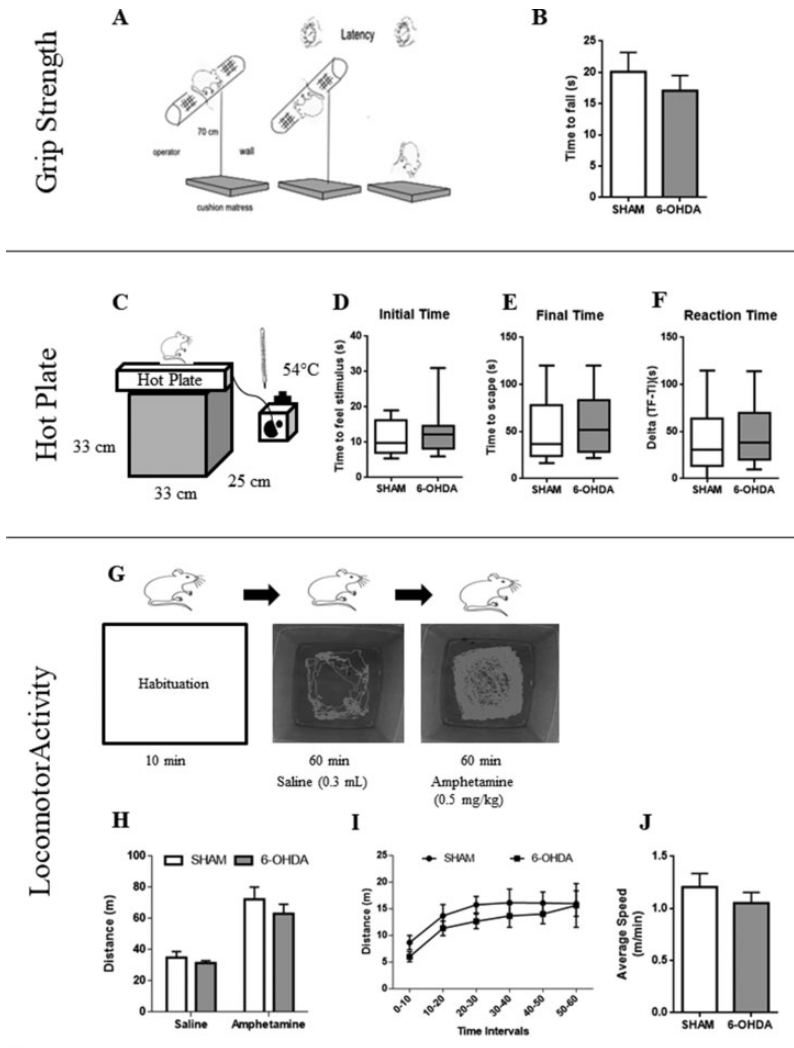 Grip Strength
A
Latency
70 cm
operator
wall
cushion matress
B
Time to fall (s)
25
20
15
10
5
0
SHAM
6-OHDA
Hot Plate
C
Hot Plate
54°C
33 cm
33 cm
25 cm
D
Initial Time
Time to feel stimulus (s)
40
30
20
10
0
SHAM
6-OHDA
E
Final Time
Time to scape (s)
150
100
50
0
SHAM
6-OHDA
F
Reaction Time
Delta (TF-TI)(s)
150
100
50
0
SHAM
6-OHDA
LocomotorActivity
G
Habituation
10 min
60 min
Saline (0.3 mL)
60 min
Amphetamine
(0.5 mg/kg)
H
SHAM
6-OHDA
Distance (m)
100
80
60
40
20
0
Saline
Amphetamine
I
SHAM
6-OHDA
Distance (m)
25
20
15
10
5
0
0-10
10-20
20-30
30-40
40-50
50-60
Time Intervals
J
Average Speed
(m/min)
1.5
1.2
0.9
0.6
0.3
0.0
SHAM
6-OHDA